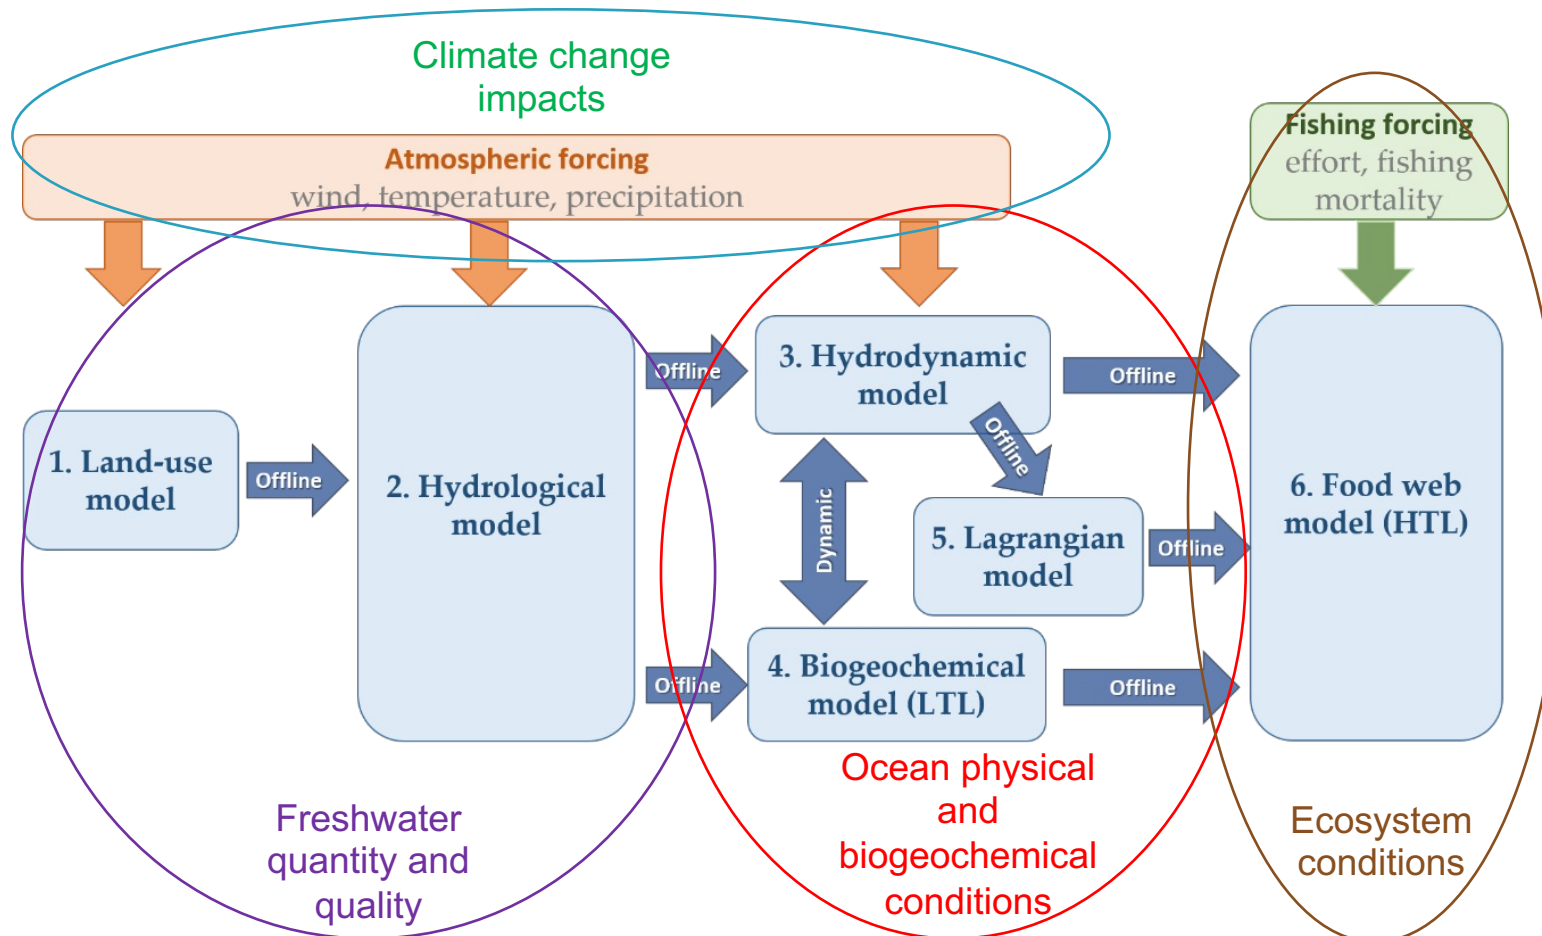 Climate change
impacts
Atmospheric forcing
wind, temperature, precipitation
Fishing forcing
effort, fishing
mortality
1. Land-use
model
Offline
2. Hydrological
model
Offline
Offline
3. Hydrodynamic
model
Offline
Offline
Dynamic
5. Lagrangian
model
Offline
4. Biogeochemical
model (LTL)
Offline
6. Food web
model (HTL)
Freshwater
quantity and
quality
Ocean physical
and
biogeochemical
conditions
Ecosystem
conditions